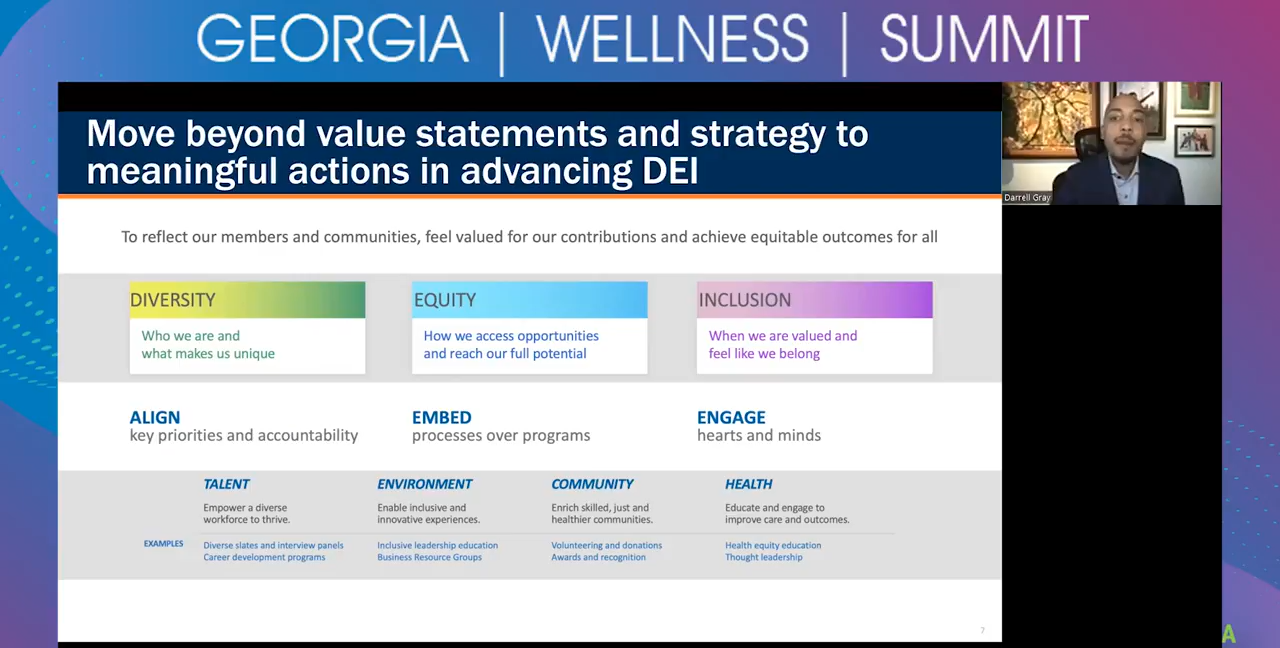 GEORGIA | WELLNESS | SUMMIT
Move beyond value statements and strategy to
meaningful actions in advancing DEI
Darrell Gray
To reflect our members and communities, feel valued for our contributions and achieve equitable outcomes for all
DIVERSITY
Who we are and
what makes us unique
EQUITY
How we access opportunities
and reach our full potential
INCLUSION
When we are valued and
feel like we belong
ALIGN
key priorities and accountability
EMBED
processes over programs
ENGAGE
hearts and minds
TALENT
Empower a diverse
workforce to thrive.
ENVIRONMENT
Enable inclusive and
innovative experiences.
COMMUNITY
Enrich skilled, just and
healthier communities.
HEALTH
Educate and engage to
improve care and outcomes.
EXAMPLES
Diverse slates and interview panels
Career development programs
Inclusive leadership education
Business Resource Groups
Volunteering and donations
Awards and recognition
Health equity education
Thought leadership
7
A